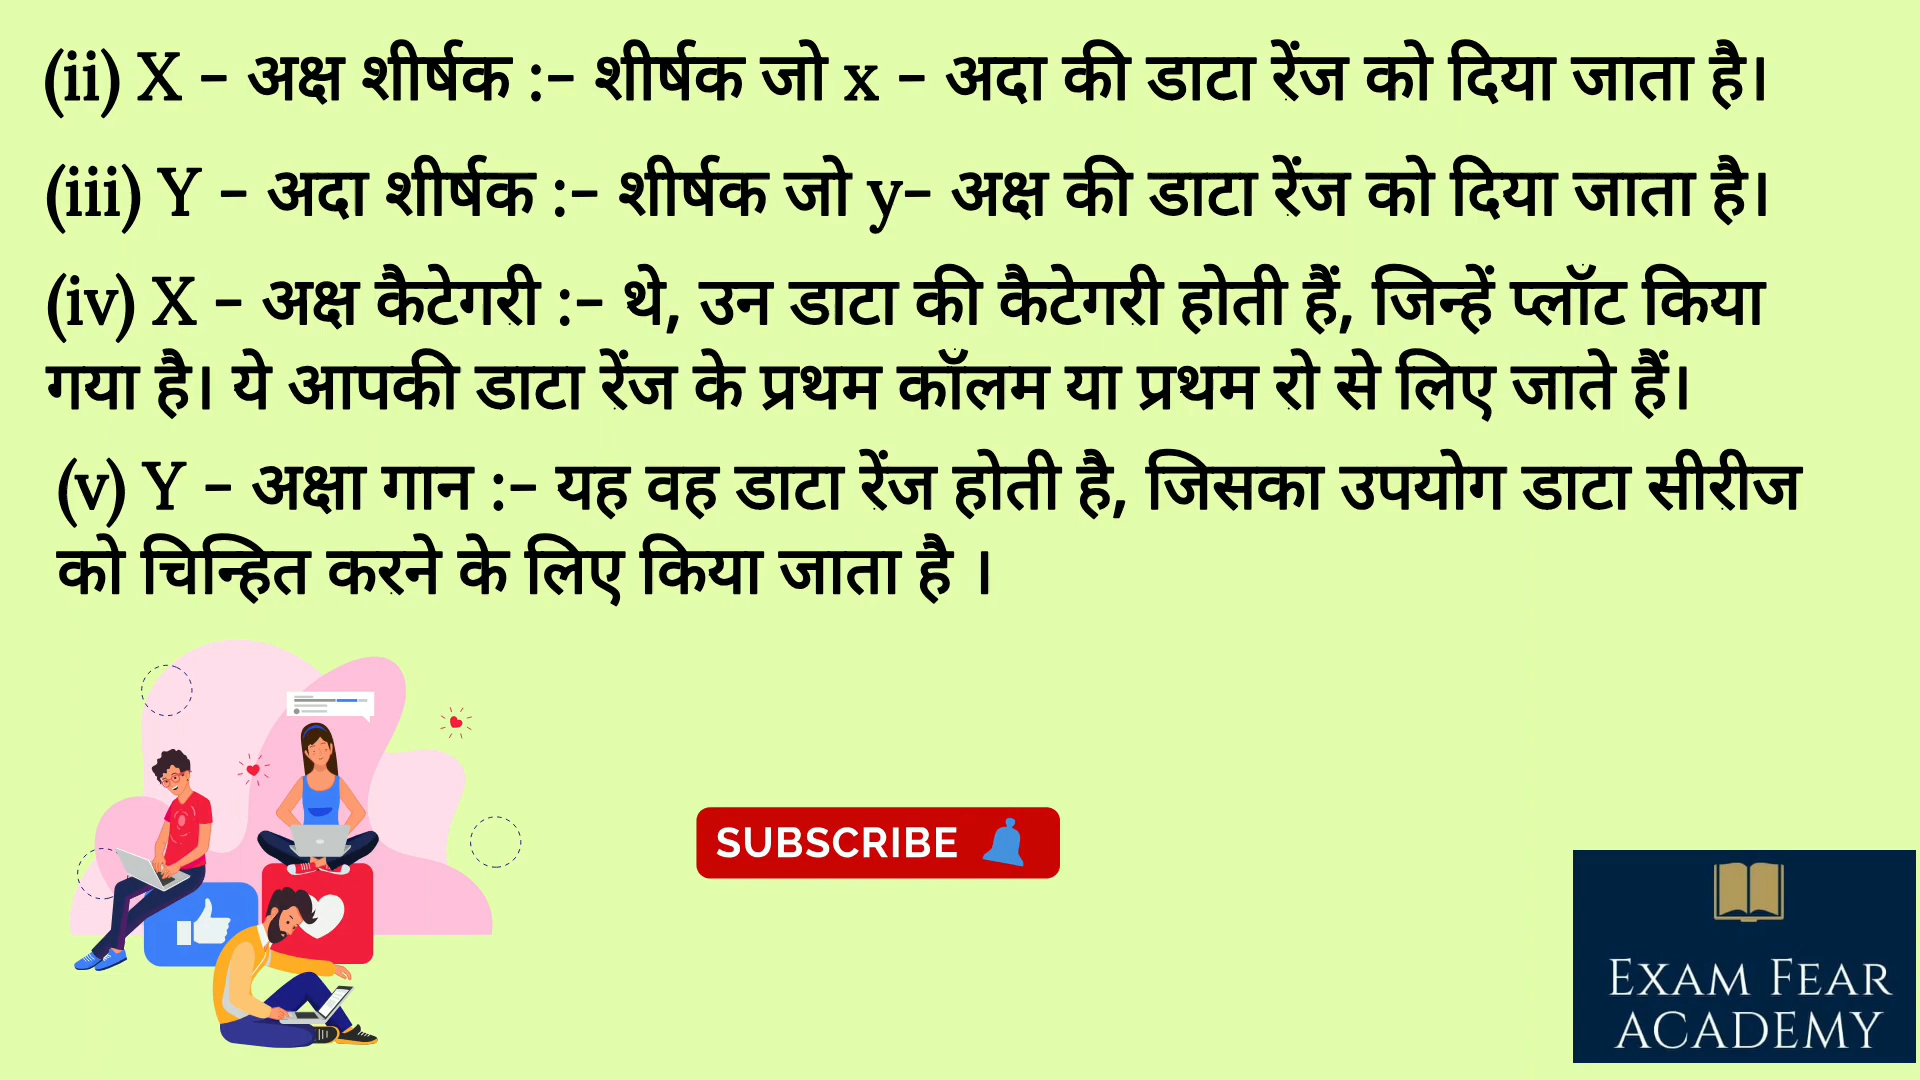 (ii) X - अक्ष शीर्षक :- शीर्षक जो x - अदा की डाटा रेंज को दिया जाता है।
(iii) Y - अदा शीर्षक :- शीर्षक जो y- अक्ष की डाटा रेंज को दिया जाता है।
(iv) X - अक्ष कैटेगरी :- थे, उन डाटा की कैटेगरी होती हैं, जिन्हें प्लॉट किया
गया है। ये आपकी डाटा रेंज के प्रथम कॉलम या प्रथम रो से लिए जाते हैं।
(v) Y - अक्षा गान :- यह वह डाटा रेंज होती है, जिसका उपयोग डाटा सीरीज
को चिन्हित करने के लिए किया जाता है ।
SUBSCRIBE
EXAM FEAR
ACADEMY